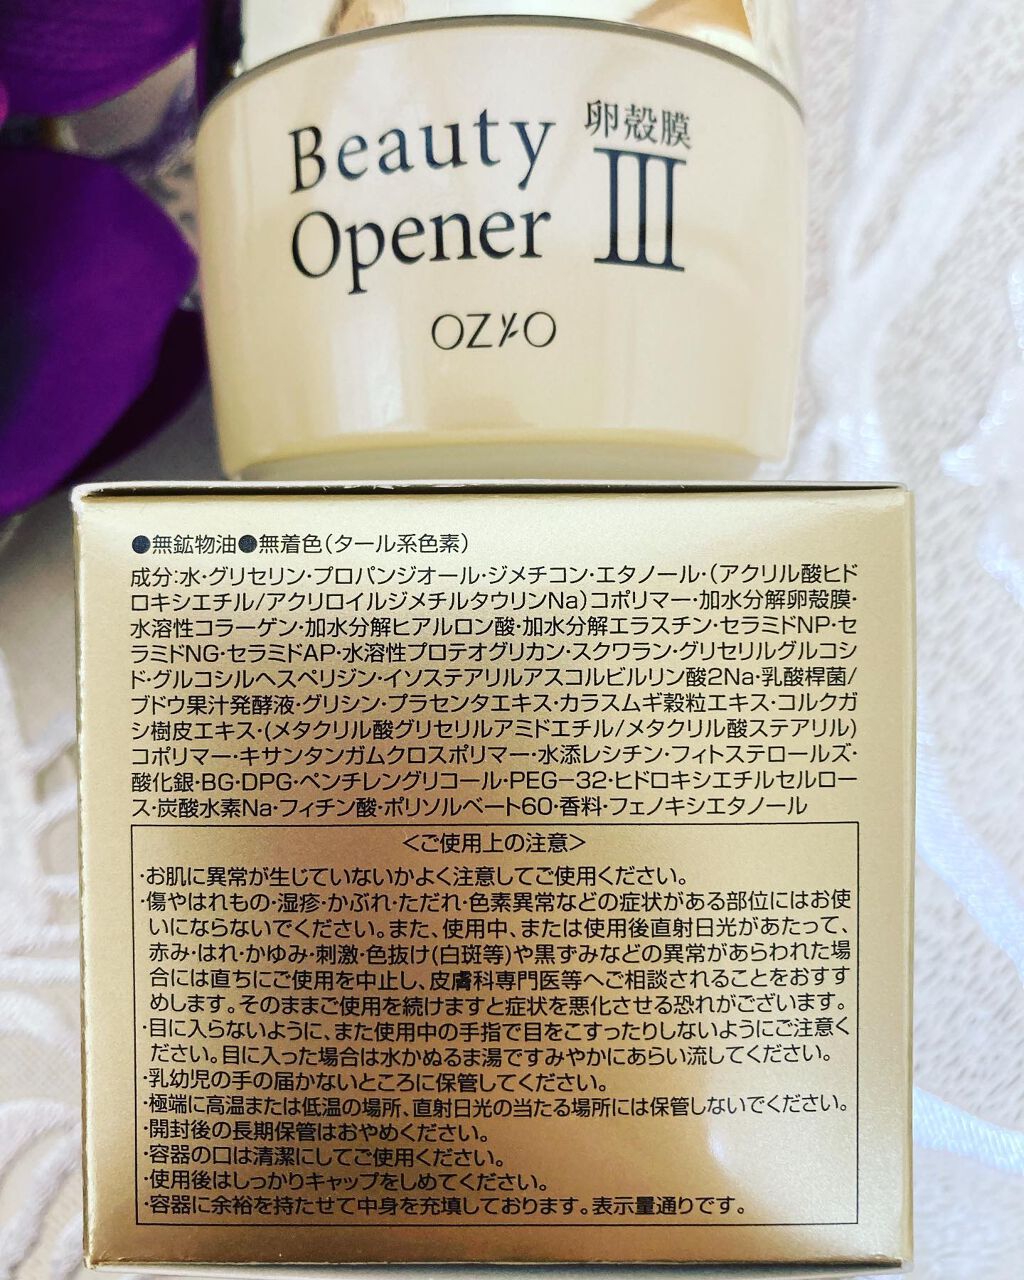 Beauty
Opener
卵殻膜
III
OZIO
●無鉱物油●無着色(タール系色素)
成分:水・グリセリン・プロパンジオール・ジメチコン・エタノール・(アクリル酸ヒド
ロキシエチル/アクリロイルジメチルタウリンNa)コポリマー・加水分解卵殻膜・
水溶性コラーゲン・加水分解ヒアルロン酸・加水分解エラスチン・セラミドNP・セ
ラミドNG・セラミドAP・水溶性プロテオグリカン・スクワラン・グリセリルグルコシ
ド・グルコシルヘスペリジン・イソステアリルアスコルビルリン酸2Na・乳酸桿菌/
ブドウ果汁発酵液・グリシン・プラセンタエキス・カラスムギ穀粒エキス・コルクガ
シ樹皮エキス・(メタクリル酸グリセリルアミドエチル/メタクリル酸ステアリル)
コポリマー・キサンタンガムクロスポリマー・水添レシチン・フィトステロールズ・
酸化銀・BG・DPG・ペンチレングリコール・PEG-32・ヒドロキシエチルセルロー
ス・炭酸水素Na・フィチン酸・ポリソルベート60・香料・フェノキシエタノール
<ご使用上の注意>
・お肌に異常が生じていないかよく注意してご使用ください。
・傷やはれもの・湿疹・かぶれ・ただれ・色素異常などの症状がある部位にはお使
いにならないでください。また、使用中、または使用後直射日光があたって、
赤み・はれ・かゆみ・刺激・色抜け(白斑等)や黒ずみなどの異常があらわれた場
合には直ちにご使用を中止し、皮膚科専門医等へご相談されることをおすす
めします。そのままご使用を続けますと症状を悪化させる恐れがございます。
・目に入らないように、また使用中の手指で目をこすったりしないようにご注意く
ださい。目に入った場合は水かぬるま湯ですみやかにあらい流してください。
・乳幼児の手の届かないところに保管してください。
・極端に高温または低温の場所、直射日光の当たる場所には保管しないでください。
・開封後の長期保管はおやめください。
・容器の口は清潔にしてご使用ください。
・使用後はしっかりキャップをしめてください。
・容器に余裕を持たせて中身を充填しております。表示量通りです。